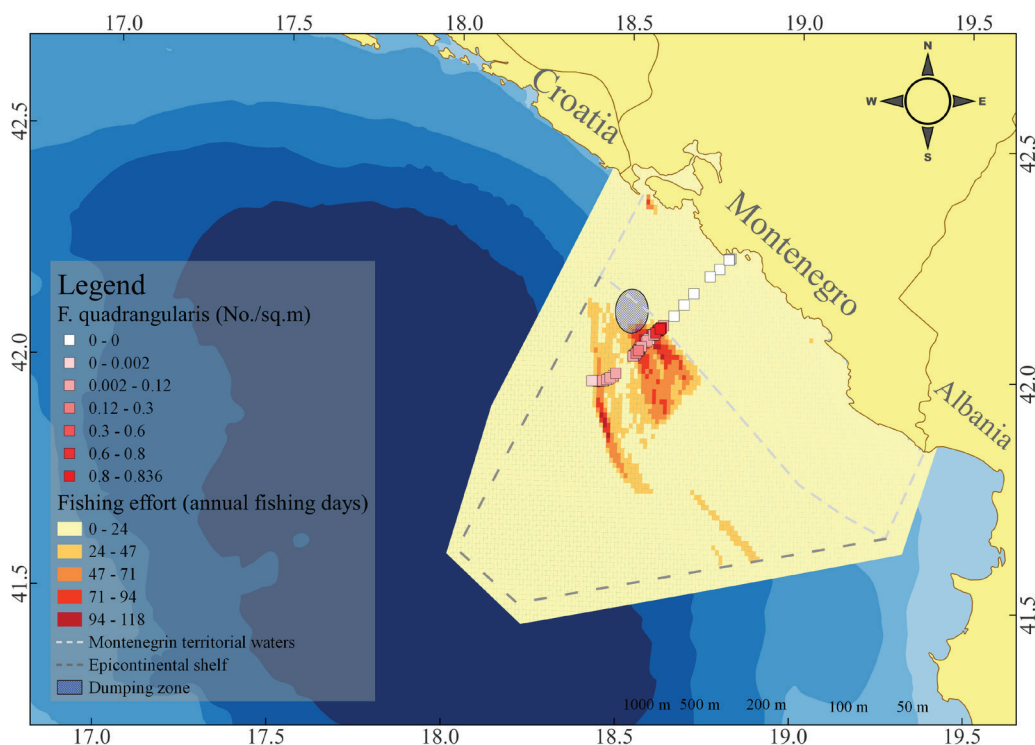 17.0 17.5 18.0 18.5 19.0 19.5
N
W E
S
Croatia
Montenegro
Albania
42.5 42.5
42.0 42.0
41.5 41.5
Legend
F. quadrangularis (No./sq.m)
0 - 0
0 - 0.002
0.002 - 0.12
0.12 - 0.3
0.3 - 0.6
0.6 - 0.8
0.8 - 0.836
Fishing effort (annual fishing days)
0 - 24
24 - 47
47 - 71
71 - 94
94 - 118
Montenegrin territorial waters
Epicontinental shelf
Dumping zone
1000 m 500 m 200 m 100 m 50 m
17.0 17.5 18.0 18.5 19.0 19.5